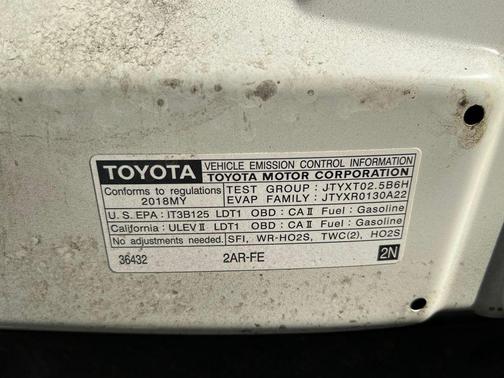 TOYOTA VEHICLE EMISSION CONTROL INFORMATION
TOYOTA MOTOR CORPORATION
Conforms to regulations TEST GROUP : JTYXT02.5B6H
2018MY EVAP FAMILY : JTYXR0130A22
U.S. EPA : IT3B125 LDT1 OBD : CA II Fuel : Gasoline
California : ULEV II LDT1 OBD : CA II Fuel : Gasoline
No adjustments needed. SFI, WR-HO2S, TWC(2), HO2S
36432 2AR-FE 2N